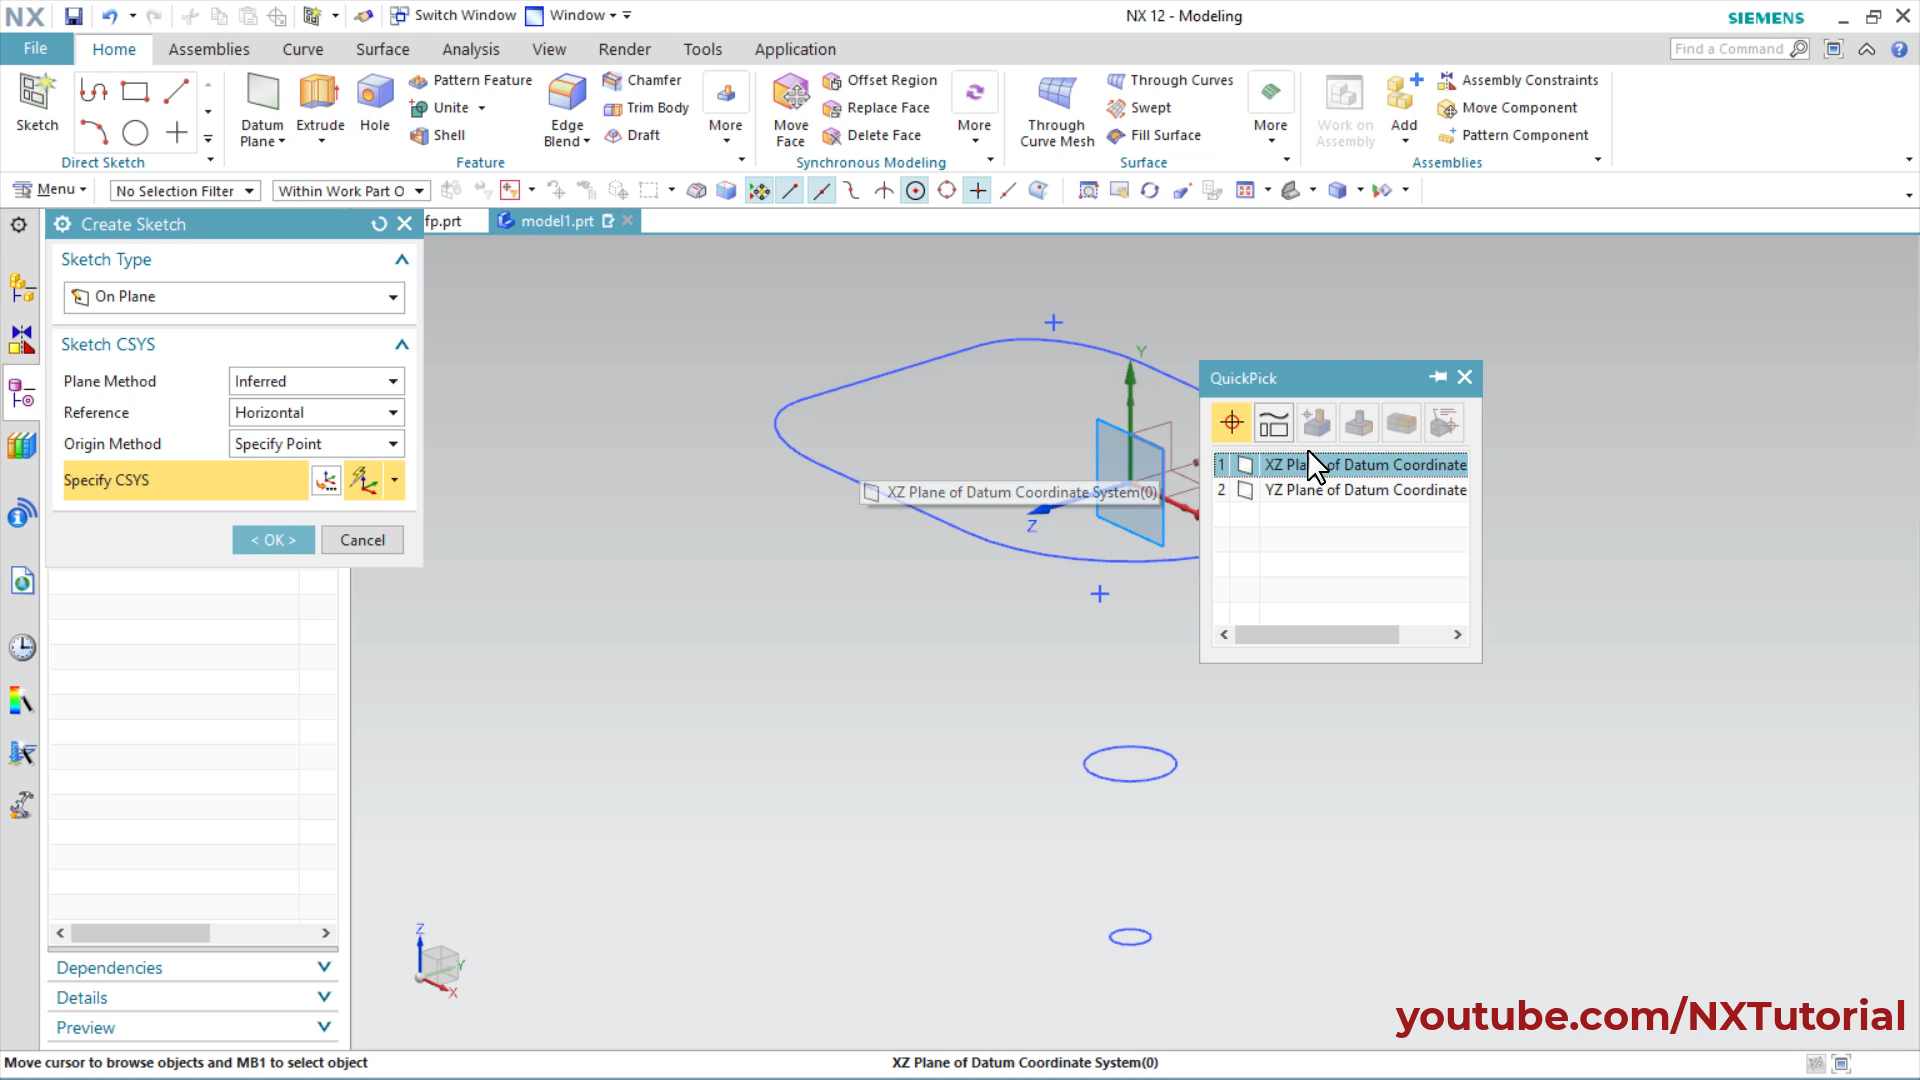 NX
Switch Window
Window
NX 12 - Modeling
SIEMENS
File
Home
Assemblies
Curve
Surface
Analysis
View
Render
Tools
Application
Find a Command
Sketch
Direct Sketch
Datum
Plane
Extrude
Hole
Pattern Feature
Unite
Shell
Edge
Blend
Chamfer
Trim Body
Draft
More
Feature
Move
Face
Offset Region
Replace Face
Delete Face
More
Synchronous Modeling
Through
Curve Mesh
Through Curves
Swept
Fill Surface
More
Surface
Work on
Assembly
Add
Assembly Constraints
Move Component
Pattern Component
Assemblies
Menu
No Selection Filter
Within Work Part O
Create Sketch
fp.prt
model1.prt
Sketch Type
On Plane
Sketch CSYS
Plane Method
Inferred
Reference
Horizontal
Origin Method
Specify Point
Specify CSYS
< OK >
Cancel
Y
Z
XZ Plane of Datum Coordinate System(0)
QuickPick
1 XZ Plane of Datum Coordinate
2 YZ Plane of Datum Coordinate
Z
Y
X
Dependencies
Details
Preview
youtube.com/NXTutorial
Move cursor to browse objects and MB1 to select object
XZ Plane of Datum Coordinate System(0)